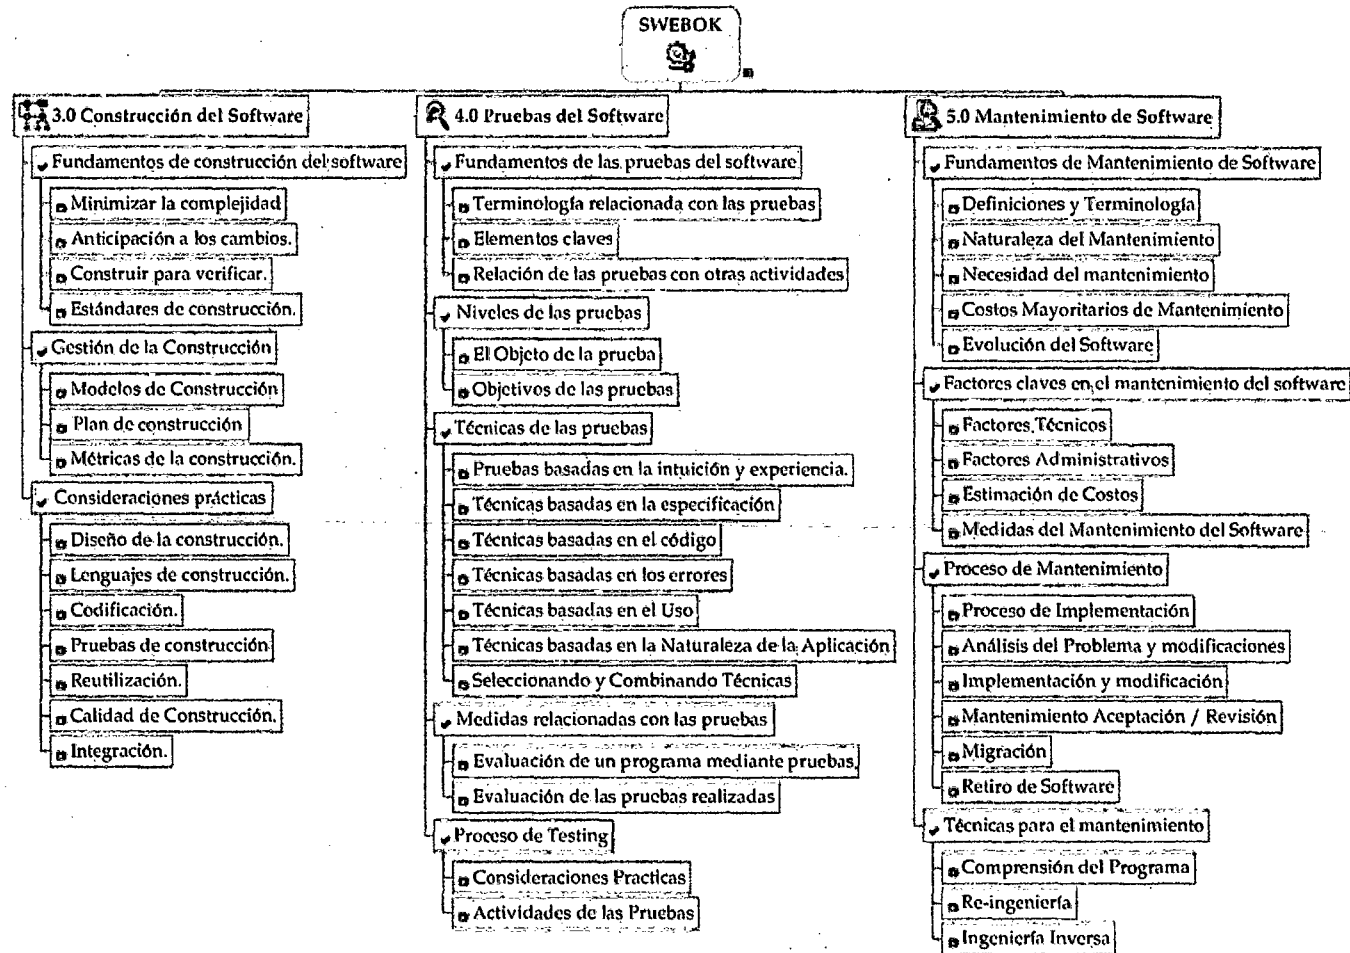 SWEBOK
3.0 Construcción del Software
Fundamentos de construcción del software
Minimizar la complejidad
Anticipación a los cambios.
Construir para verificar.
Estándares de construcción.
Gestión de la Construcción
Modelos de Construcción
Plan de construcción
Métricas de la construcción.
Consideraciones prácticas
Diseño de la construcción.
Lenguajes de construcción.
Codificación.
Pruebas de construcción
Reutilización.
Calidad de Construcción.
Integración.
4.0 Pruebas del Software
Fundamentos de las pruebas del software
Terminología relacionada con las pruebas
Elementos claves
Relación de las pruebas con otras actividades
Niveles de las pruebas
El Objeto de la prueba
Objetivos de las pruebas
Técnicas de las pruebas
Pruebas basadas en la intuición y experiencia.
Técnicas basadas en la especificación
Técnicas basadas en el código
Técnicas basadas en los errores
Técnicas basadas en el Uso
Técnicas basadas en la Naturaleza de la Aplicación
Seleccionando y Combinando Técnicas
Medidas relacionadas con las pruebas
Evaluación de un programa mediante pruebas.
Evaluación de las pruebas realizadas
Proceso de Testing
Consideraciones Practicas
Actividades de las Pruebas
5.0 Mantenimiento de Software
Fundamentos de Mantenimiento de Software
Definiciones y Terminología
Naturaleza del Mantenimiento
Necesidad del mantenimiento
Costos Mayoritarios de Mantenimiento
Evolución del Software
Factores claves en el mantenimiento del software
Factores Técnicos
Factores Administrativos
Estimación de Costos
Medidas del Mantenimiento del Software
Proceso de Mantenimiento
Proceso de Implementación
Análisis del Problema y modificaciones
Implementación y modificación
Mantenimiento Aceptación / Revisión
Migración
Retiro de Software
Técnicas para el mantenimiento
Comprensión del Programa
Re-ingeniería
Ingeniería Inversa